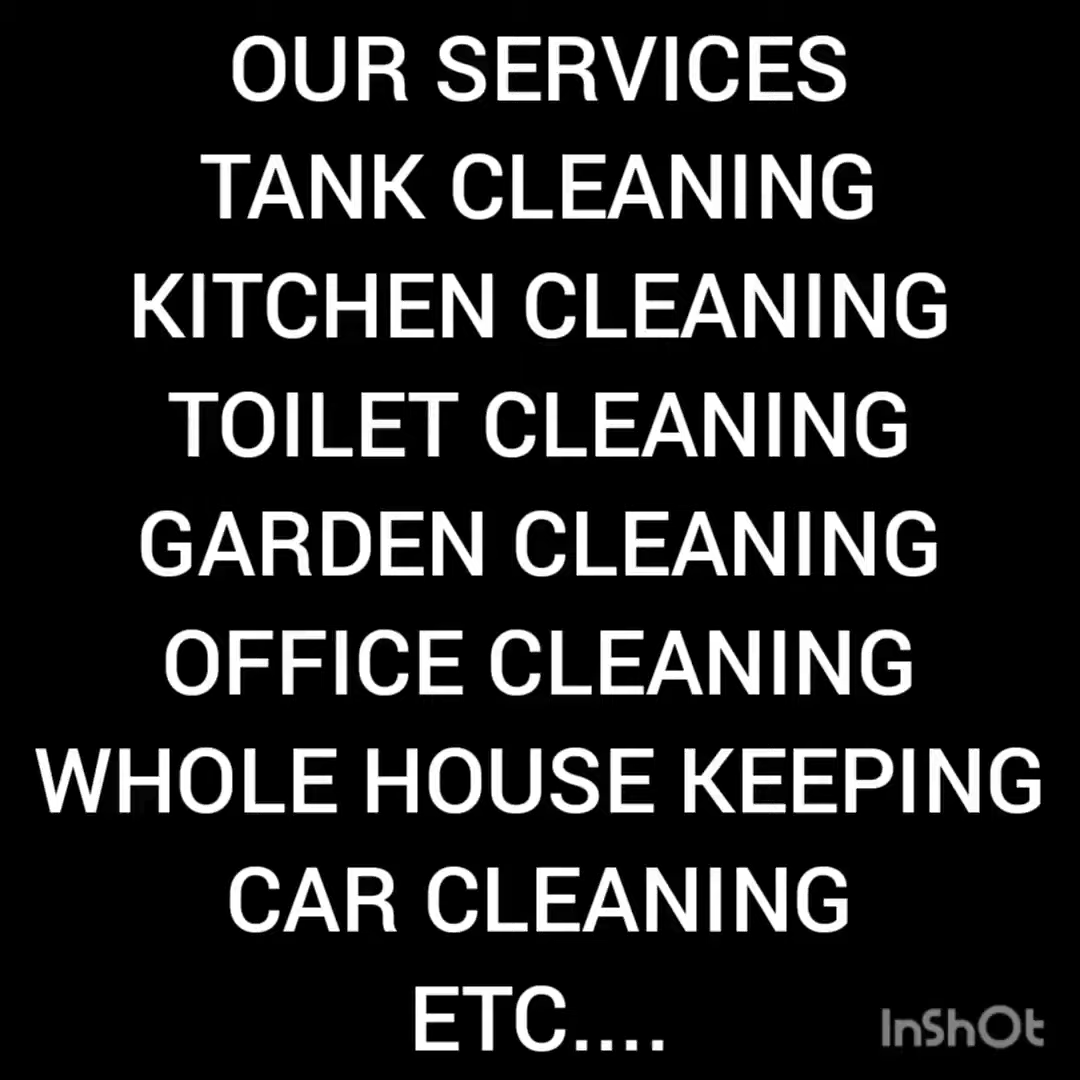 OUR SERVICES
TANK CLEANING
KITCHEN CLEANING
TOILET CLEANING
GARDEN CLEANING
OFFICE CLEANING
WHOLE HOUSE KEEPING
CAR CLEANING
ETC....
InShOt